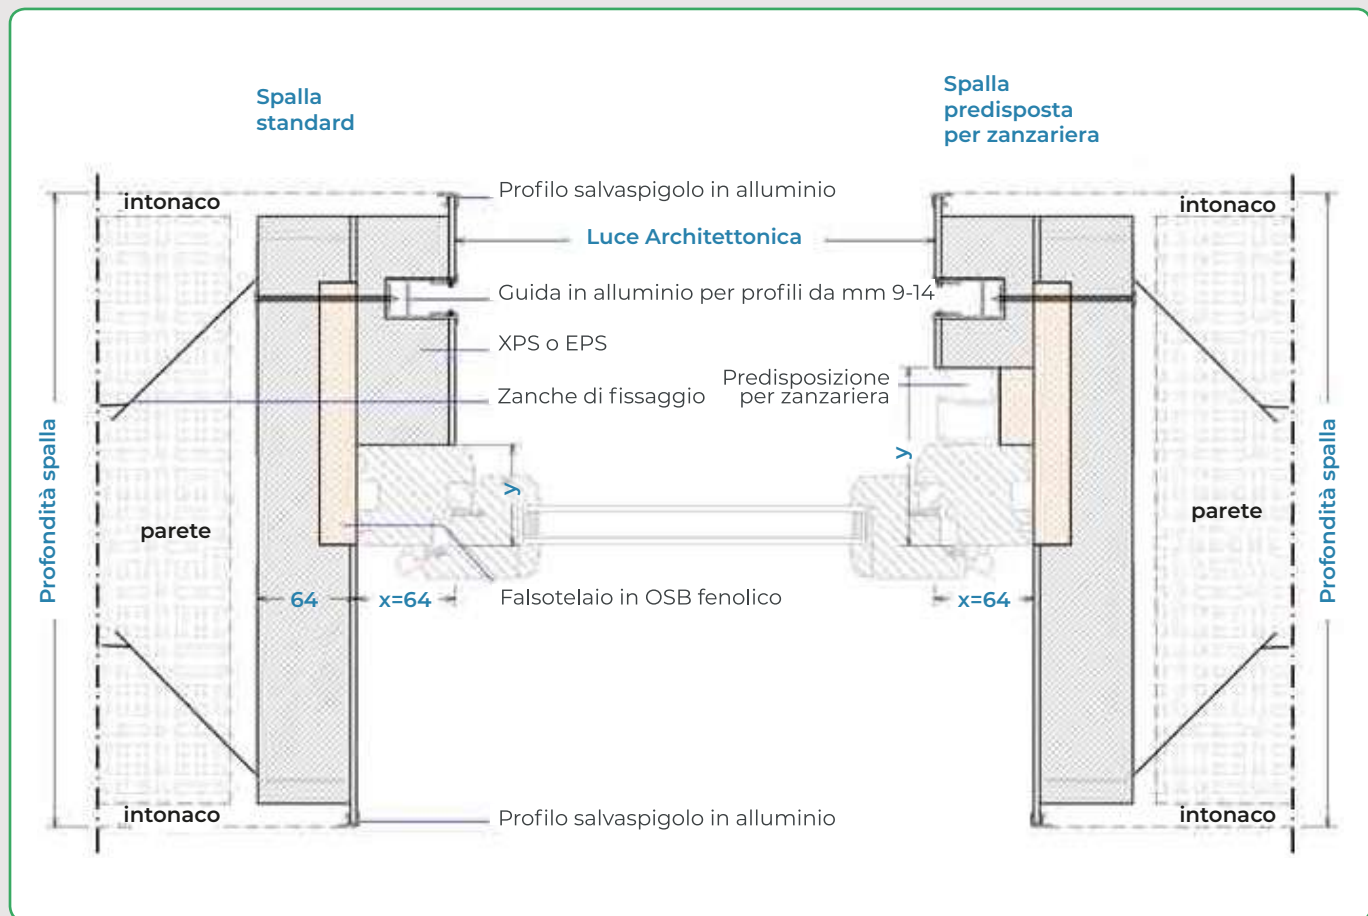 Spalla
standard
Spalla
predisposta
per zanzariera
intonaco
Profilo salvaspigolo in alluminio
intonaco
Luce Architettonica
Guida in alluminio per profili da mm 9-14
XPS o EPS
Predisposizione
per zanzariera
Zanche di fissaggio
Profondità spalla
y
y
Profondità spalla
parete
parete
64
x=64
Falsotelaio in OSB fenolico
x=64
intonaco
Profilo salvaspigolo in alluminio
intonaco